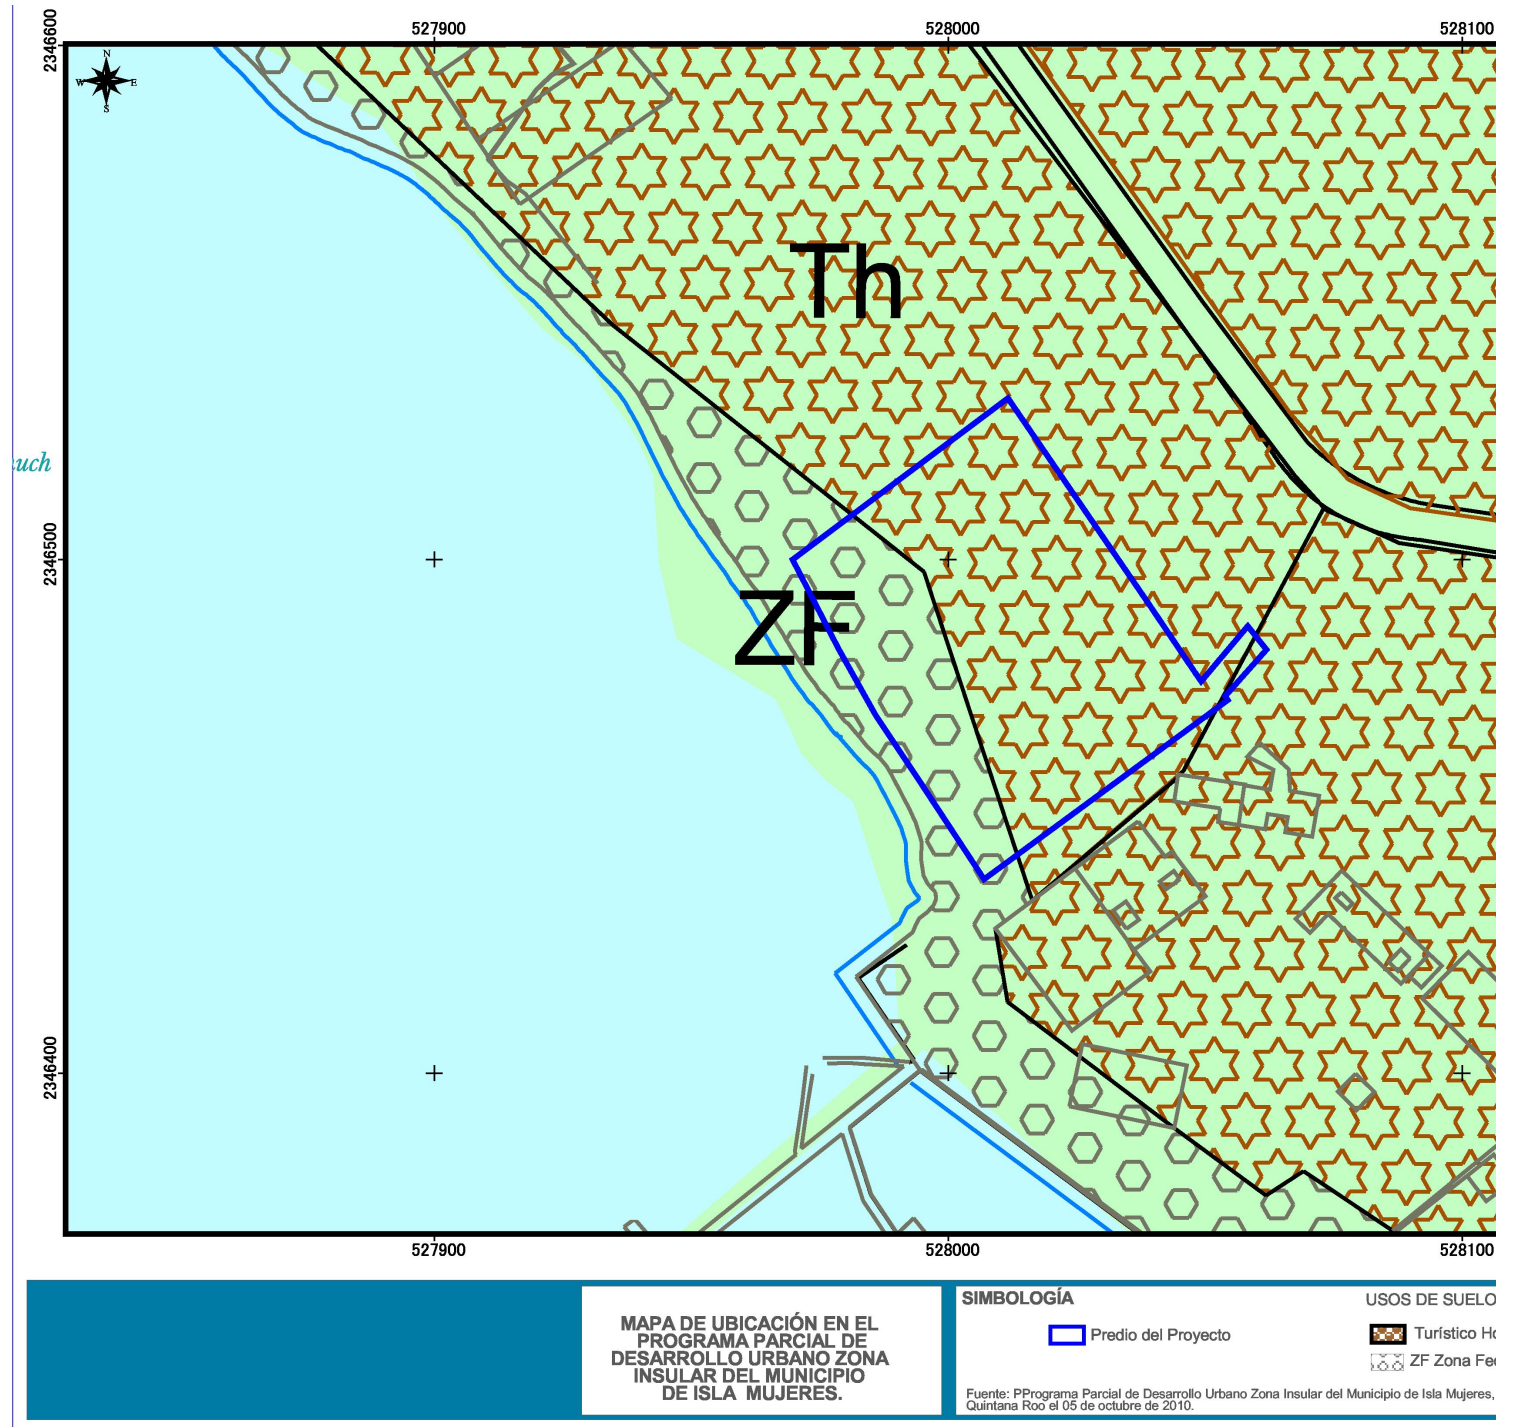 527900
528000
528100
2346600
N
W
E
S
Th
2346500
ZF
2346400
527900
528000
528100
MAPA DE UBICACIÓN EN EL
PROGRAMA PARCIAL DE
DESARROLLO URBANO ZONA
INSULAR DEL MUNICIPIO
DE ISLA MUJERES.
SIMBOLOGÍA
Predio del Proyecto
USOS DE SUELO
Turístico
ZF Zona
Fuente: PPrograma Parcial de Desarrollo Urbano Zona Insular del Municipio de Isla Mujeres,
Quintana Roo el 05 de octubre de 2010.